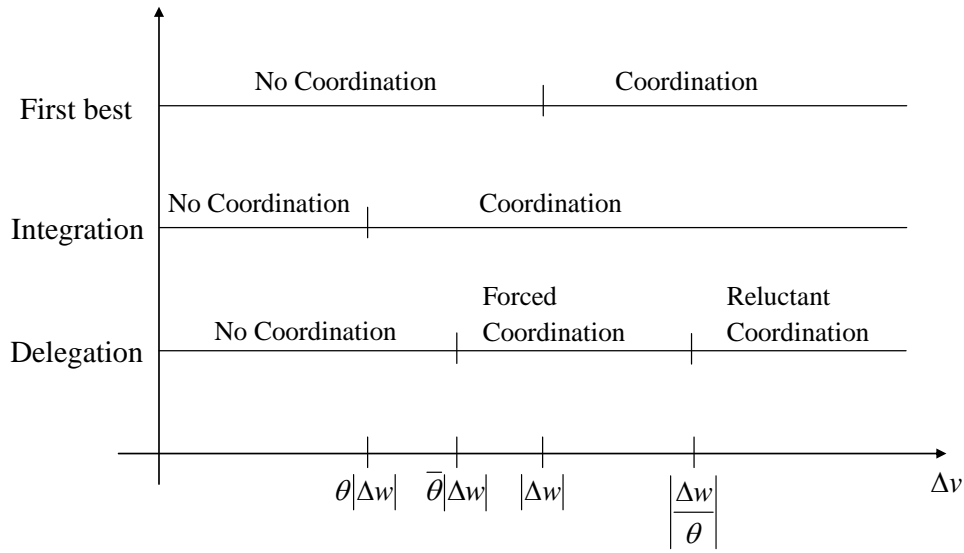 No Coordination Coordination
First best
No Coordination Coordination
Integration
Forced Reluctant
No Coordination Coordination Coordination
Delegation
θ|Δw| θ̅|Δw| |Δw| |Δw/θ| Δv